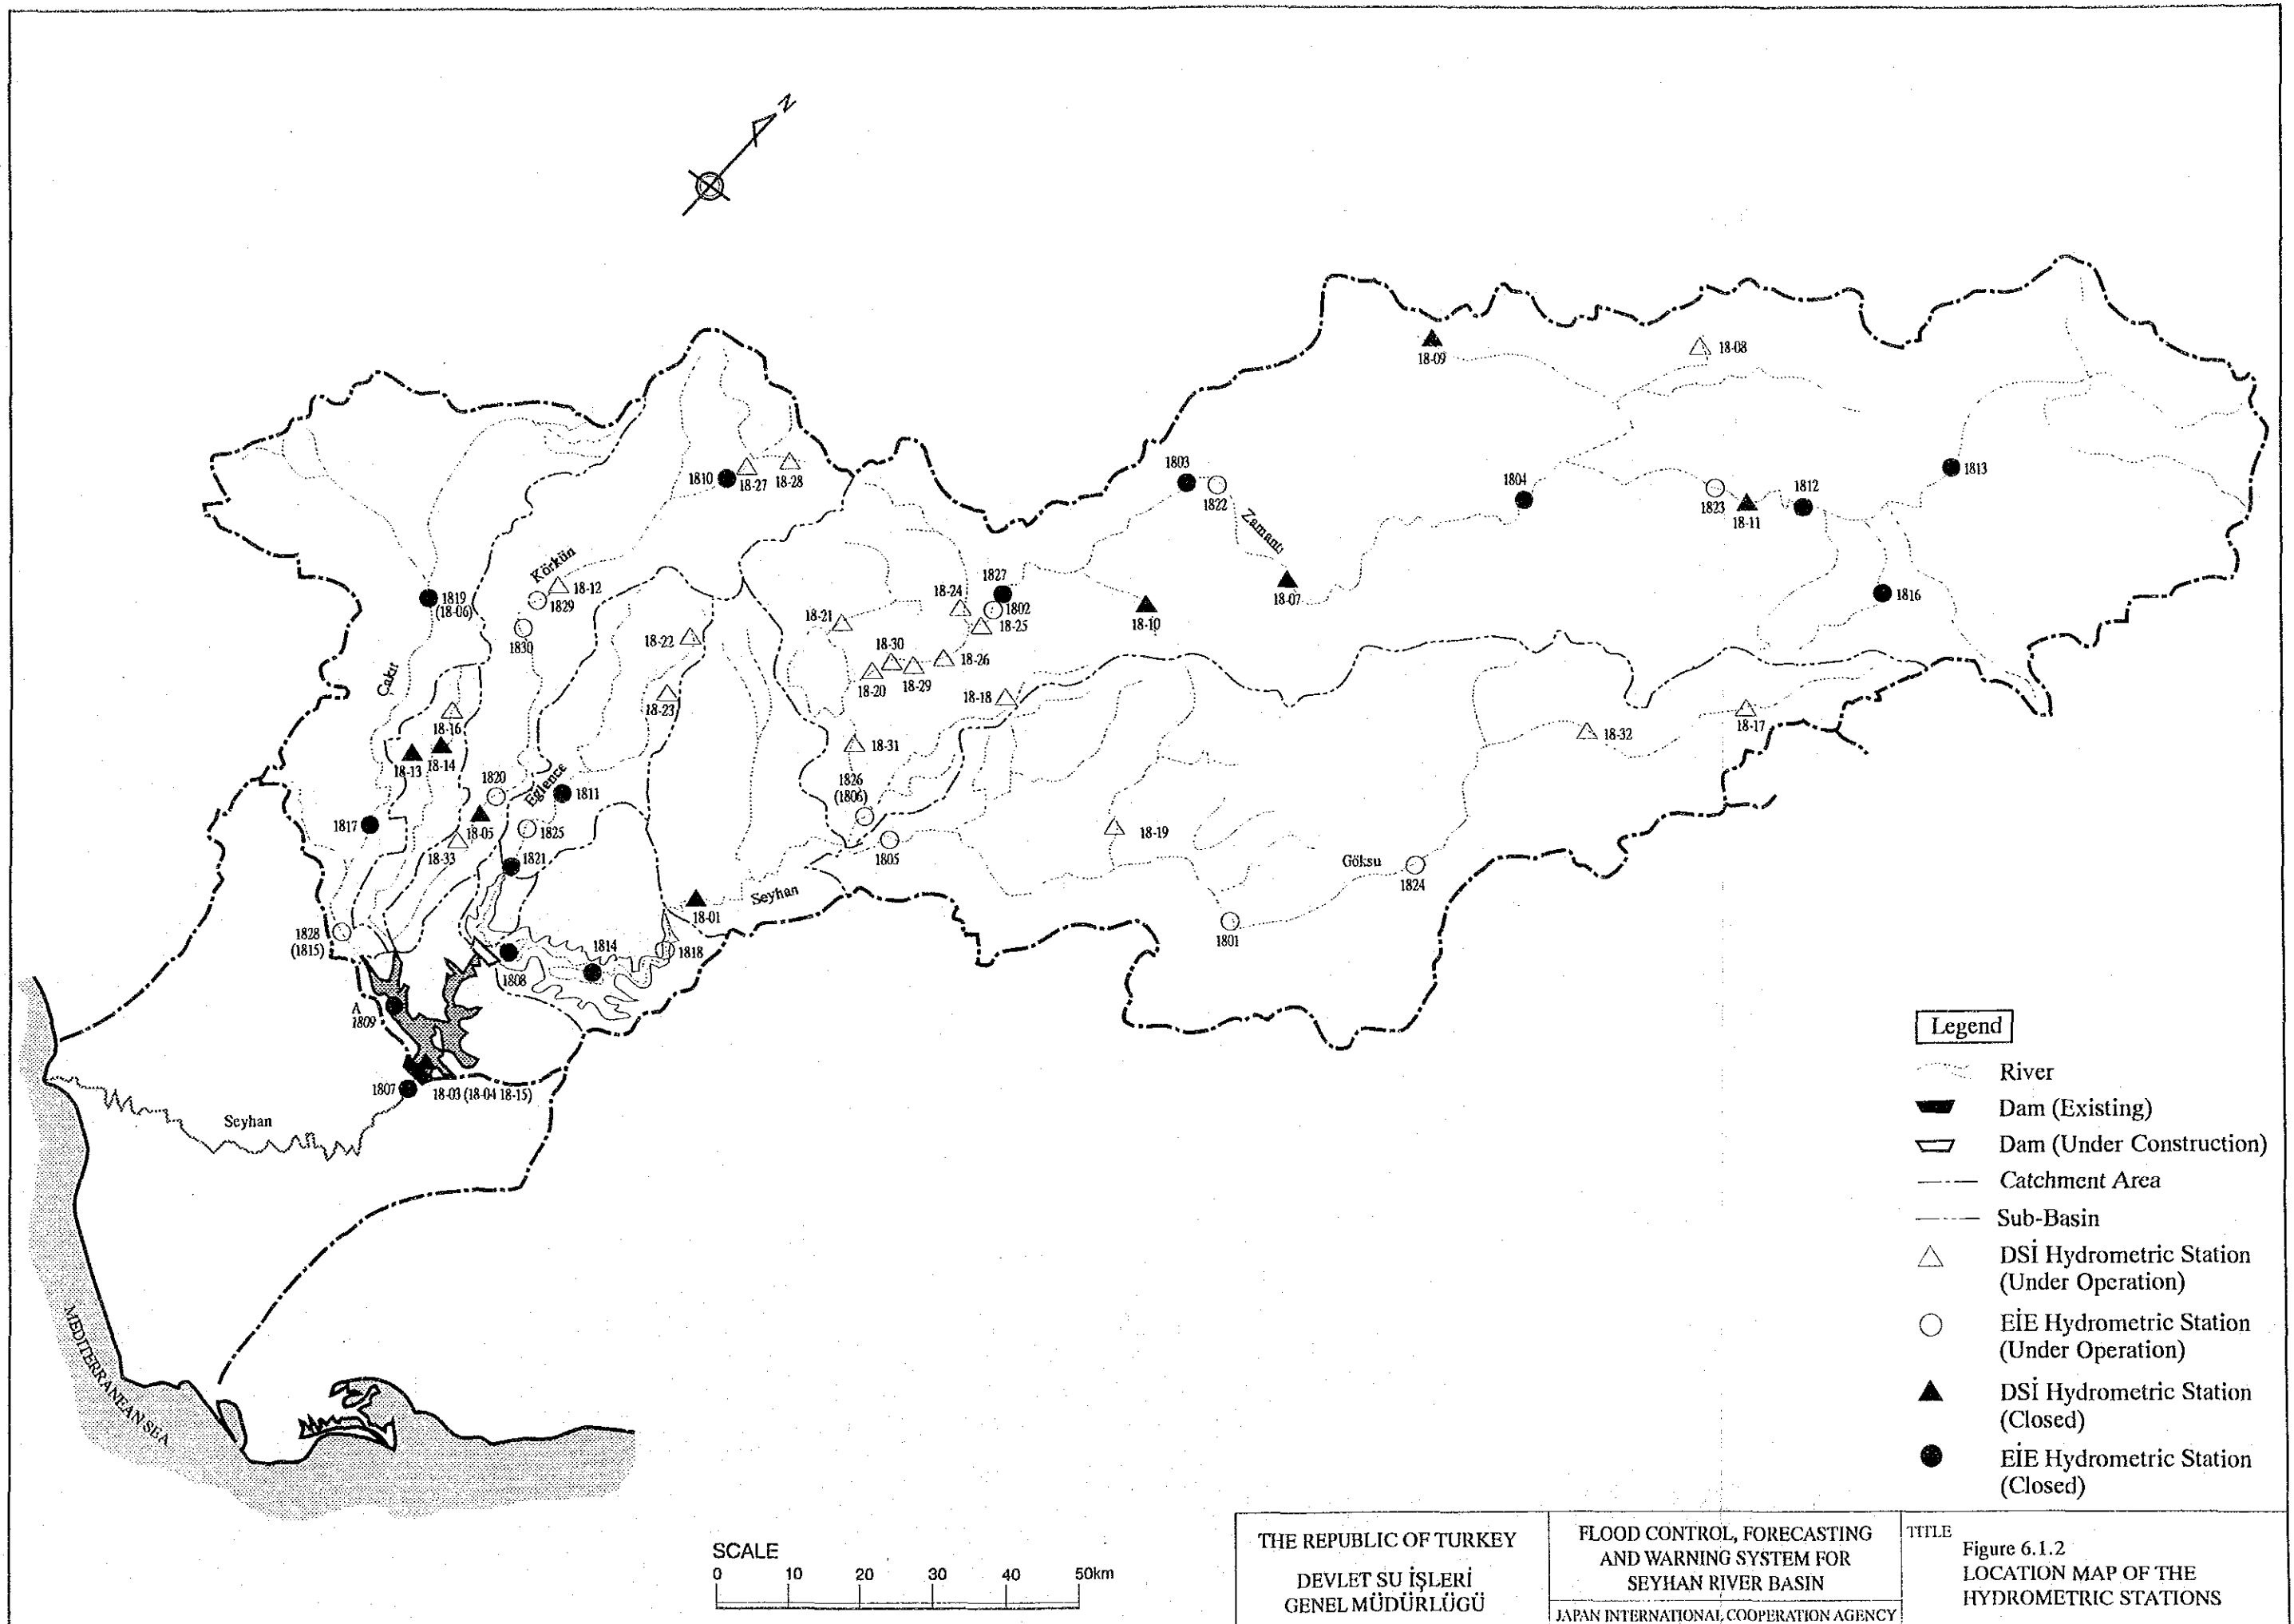 N
18-09
18-08
1803
1813
1810
18-27
18-28
1804
1812
1822
1823
18-11
Zamantı
Körkün
18-12
1829
1819
(18-06)
1827
18-24
1802
18-25
18-07
18-10
1816
18-21
1830
18-22
18-30
18-26
18-20
18-29
18-18
Çakıt
18-23
18-16
18-17
18-32
18-31
18-13
18-14
1820
Eglence
1811
1826
(1806)
1817
18-05
1825
18-33
1821
18-19
1805
Göksu
1824
Seyhan
18-01
1801
1828
(1815)
1814
1818
1808
A
1809
1807
18-03 (18-04 18-15)
Seyhan
MEDITERRANEAN SEA
Legend
River
Dam (Existing)
Dam (Under Construction)
Catchment Area
Sub-Basin
DSİ Hydrometric Station
(Under Operation)
EİE Hydrometric Station
(Under Operation)
DSİ Hydrometric Station
(Closed)
EİE Hydrometric Station
(Closed)
SCALE
0 10 20 30 40 50km
THE REPUBLIC OF TURKEY
DEVLET SU İŞLERİ
GENEL MÜDÜRLÜĞÜ
FLOOD CONTROL, FORECASTING
AND WARNING SYSTEM FOR
SEYHAN RIVER BASIN
JAPAN INTERNATIONAL COOPERATION AGENCY
TITLE
Figure 6.1.2
LOCATION MAP OF THE
HYDROMETRIC STATIONS